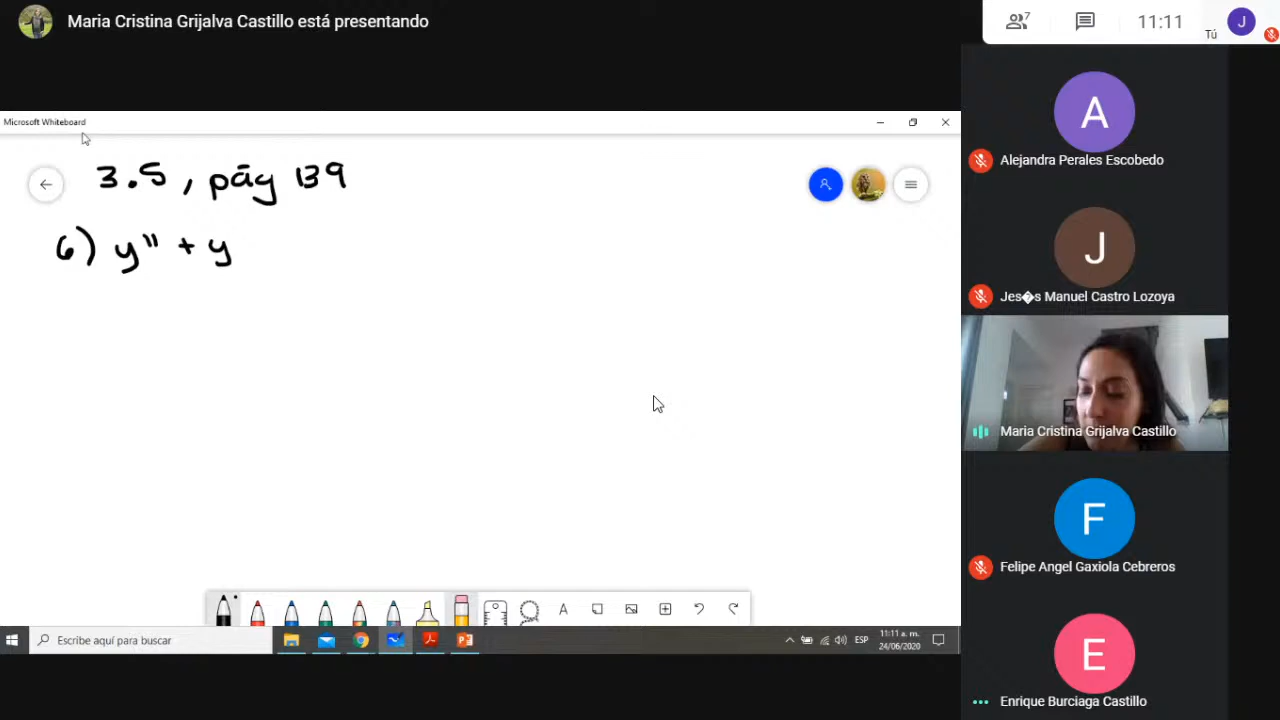 Maria Cristina Grijalva Castillo está presentando
7
11:11
Tú
J
Microsoft Whiteboard
3.5, pág 139
6) y" + y
A
Alejandra Perales Escobedo
J
Jes�s Manuel Castro Lozoya
Maria Cristina Grijalva Castillo
F
Felipe Angel Gaxiola Cebreros
E
Enrique Burciaga Castillo
A
Escribe aquí para buscar
ESP
11:11 a. m.
24/06/2020